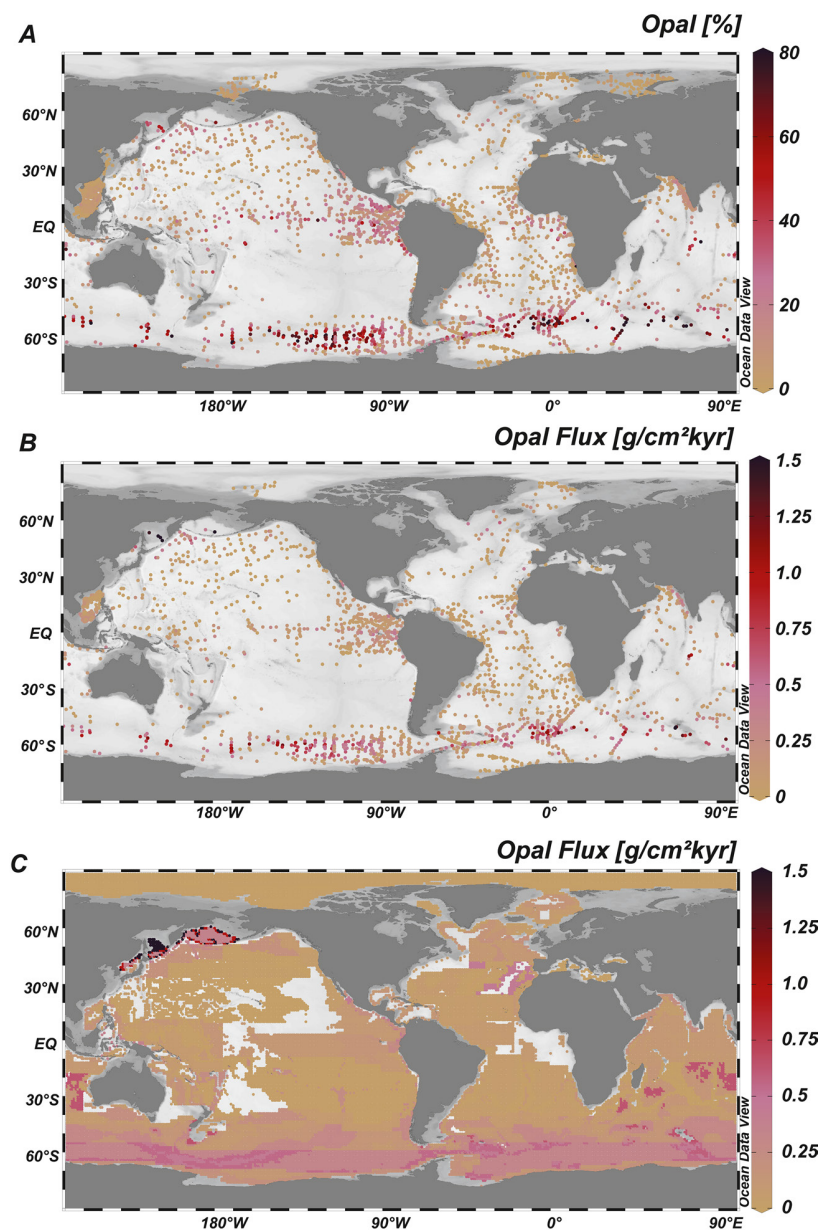 A
Opal [%]
80
60
40
20
0
60°N
30°N
EQ
30°S
60°S
180°W
90°W
0°
90°E
Ocean Data View
B
Opal Flux [g/cm²kyr]
1.5
1.25
1.0
0.75
0.5
0.25
0
60°N
30°N
EQ
30°S
60°S
180°W
90°W
0°
90°E
Ocean Data View
C
Opal Flux [g/cm²kyr]
1.5
1.25
1.0
0.75
0.5
0.25
0
60°N
30°N
EQ
30°S
60°S
180°W
90°W
0°
90°E
Ocean Data View